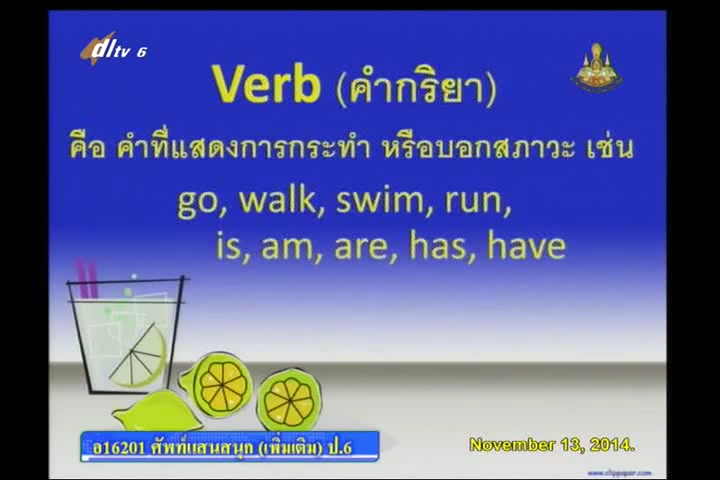 dltv 6
Verb (คำกริยา)
คือ คำที่แสดงการกระทำ หรือบอกสภาวะ เช่น
go, walk, swim, run,
is, am, are, has, have
อ16201 ศัพท์แสนสนุก (เพิ่มเติม) ป.6
November 13, 2014.
www.clippaper.com